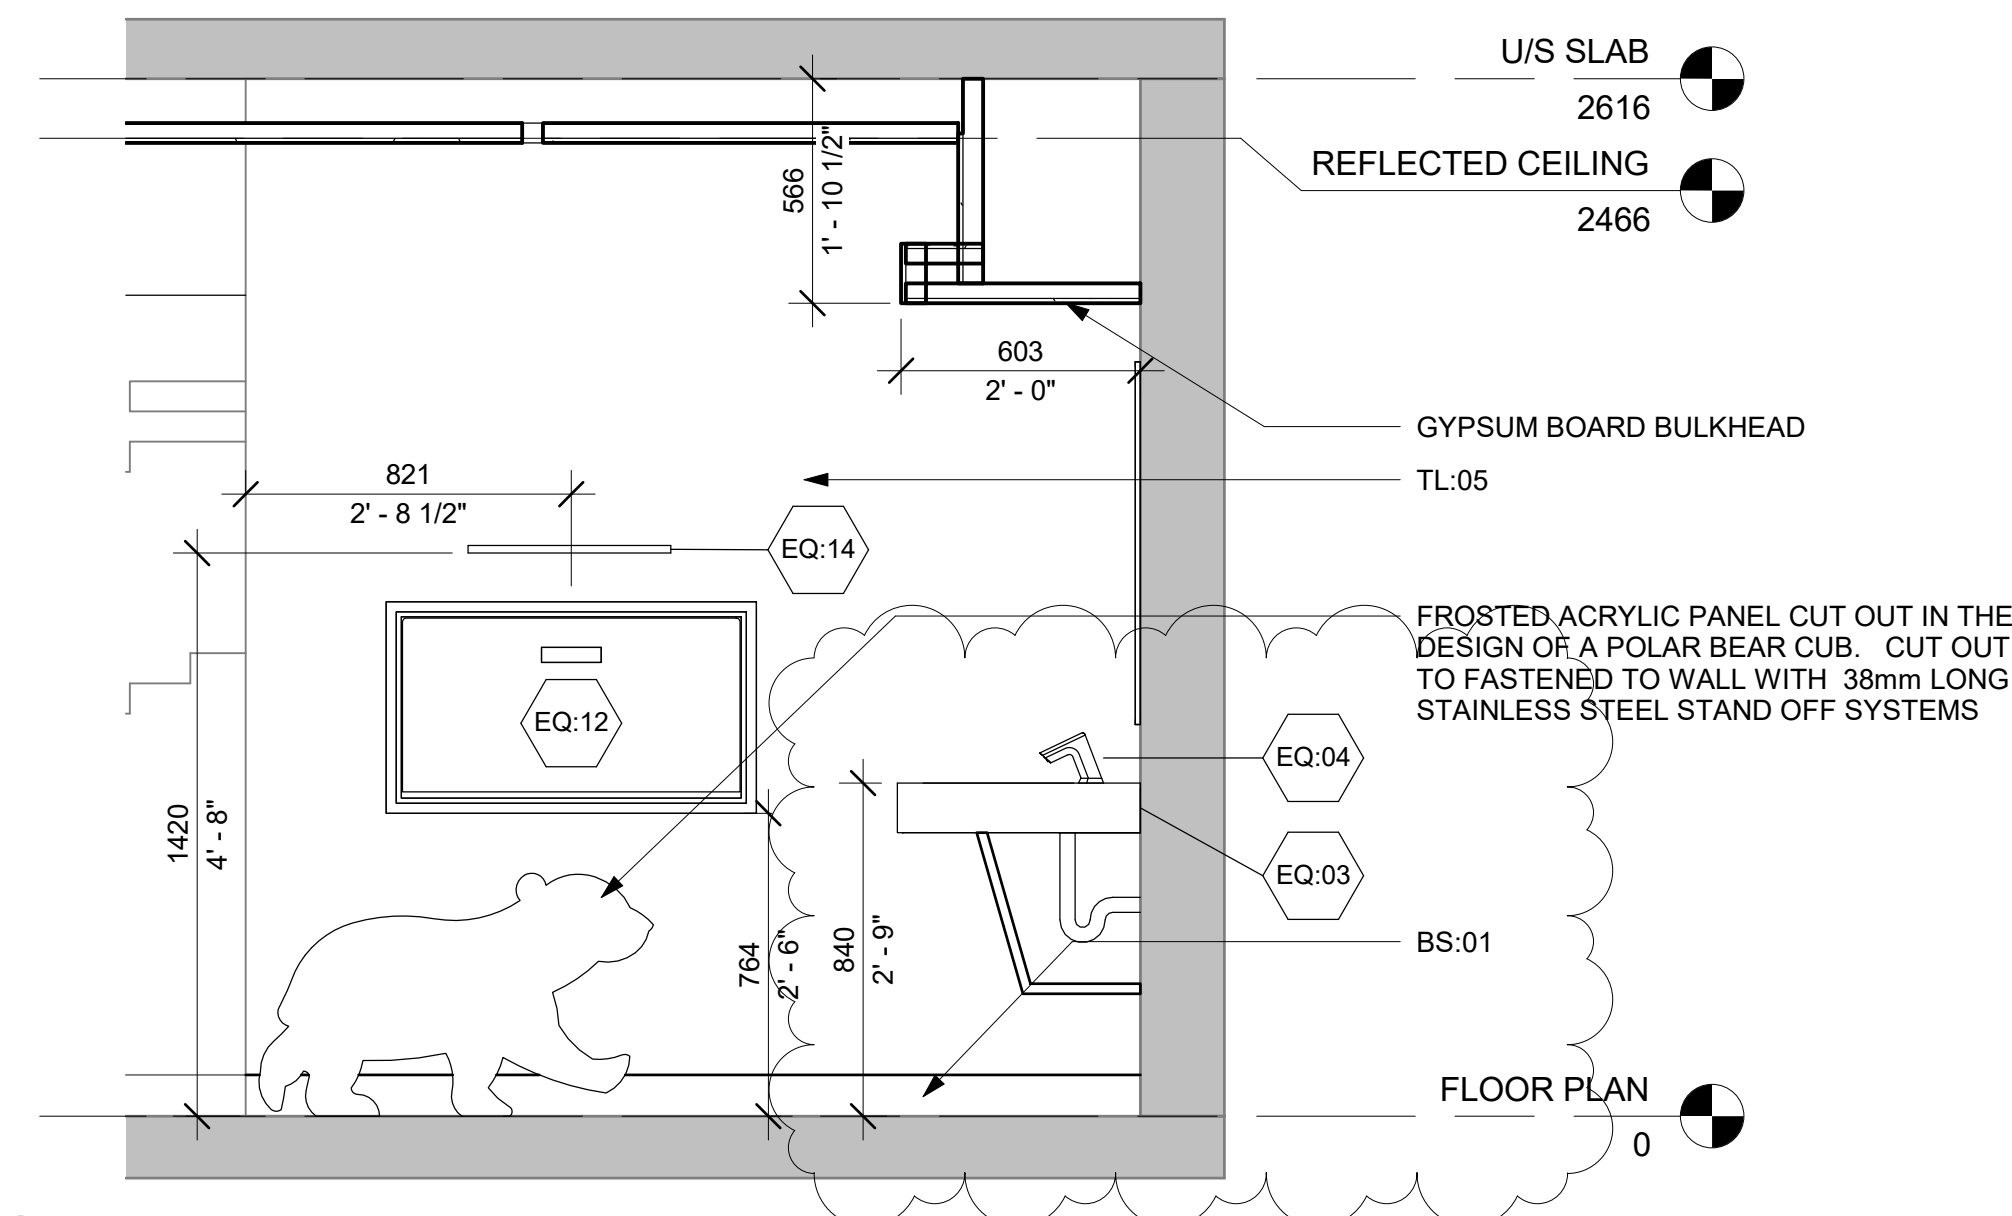 U/S SLAB
2616
REFLECTED CEILING
2466
566
1' - 10 1/2"
603
2' - 0"
GYPSUM BOARD BULKHEAD
821
2' - 8 1/2"
TL:05
EQ:14
FROSTED ACRYLIC PANEL CUT OUT IN THE
DESIGN OF A POLAR BEAR CUB.   CUT OUT
TO FASTENED TO WALL WITH  38mm LONG
STAINLESS STEEL STAND OFF SYSTEMS
EQ:12
EQ:04
1420
4' - 8"
EQ:03
764
2' - 6"
840
2' - 9"
BS:01
FLOOR PLAN
0